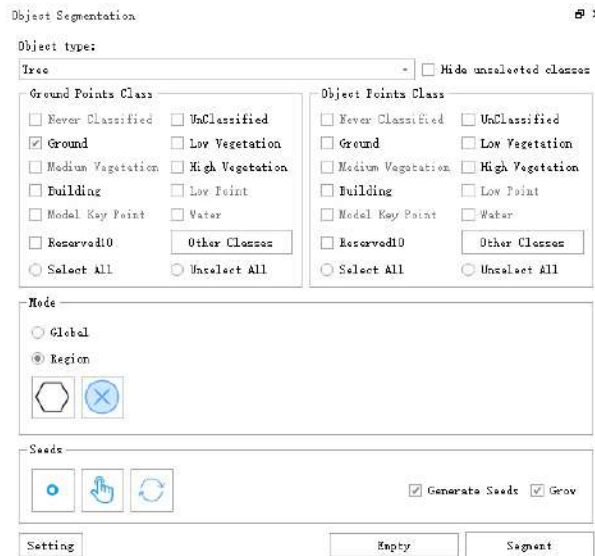 Object Segmentation
Object type:
Tree
Hide unselected classes
Ground Points Class
Never Classified
UnClassified
Ground
Low Vegetation
Medium Vegetation
High Vegetation
Building
Low Point
Model Key Point
Water
Reserved10
Other Classes
Select All
Unselect All
Object Points Class
Never Classified
UnClassified
Ground
Low Vegetation
Medium Vegetation
High Vegetation
Building
Low Point
Model Key Point
Water
Reserved10
Other Classes
Select All
Unselect All
Mode
Global
Region
Seeds
Generate Seeds
Grow
Setting
Empty
Segment